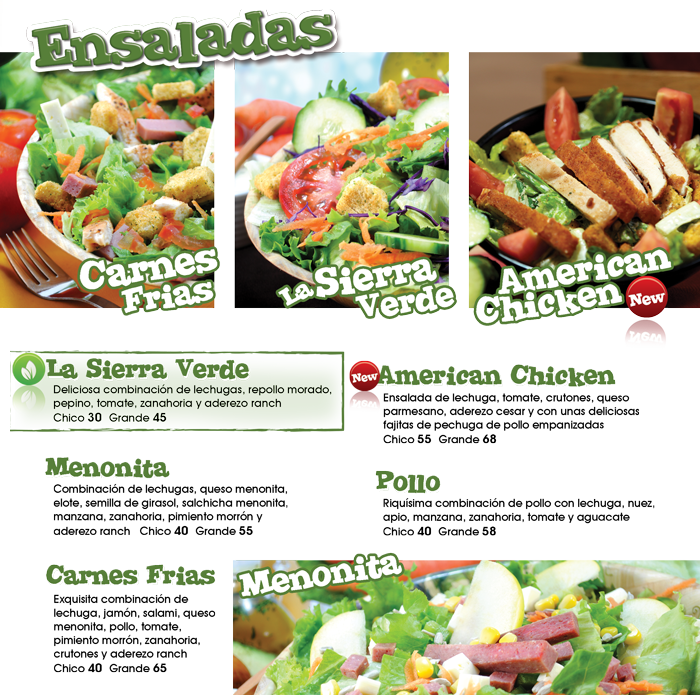 Ensaladas
Carnes
Frias
La Sierra
Verde
American
Chicken New
La Sierra Verde
Deliciosa combinación de lechugas, repollo morado,
pepino, tomate, zanahoria y aderezo ranch
Chico 30 Grande 45
Menonita
Combinación de lechugas, queso menonita,
elote, semilla de girasol, salchicha menonita,
manzana, zanahoria, pimiento morrón y
aderezo ranch Chico 40 Grande 55
Carnes Frias
Exquisita combinación de
lechuga, jamón, salami, queso
menonita, pollo, tomate,
pimiento morrón, zanahoria,
crutones y aderezo ranch
Chico 40 Grande 65
New American Chicken
Ensalada de lechuga, tomate, crutones, queso
parmesano, aderezo cesar y con unas deliciosas
fajitas de pechuga de pollo empanizadas
Chico 55 Grande 68
Pollo
Riquísima combinación de pollo con lechuga, nuez,
apio, manzana, zanahoria, tomate y aguacate
Chico 40 Grande 58
Menonita